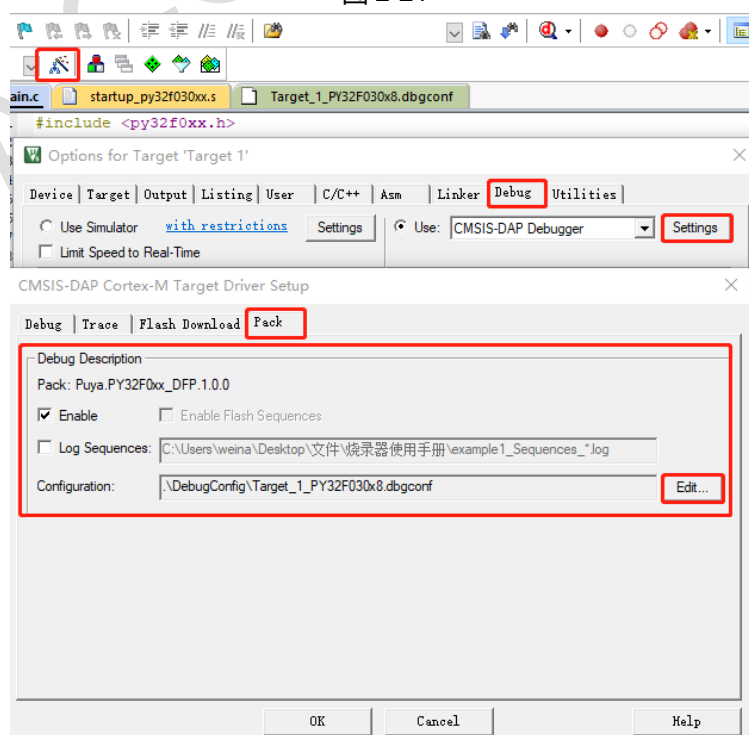 ain.c startup_py32f030xx.s Target_1_PY32F030x8.dbgconf
#include <py32f0xx.h>
Options for Target 'Target 1'
Device Target Output Listing User C/C++ Asm Linker Debug Utilities
Use Simulator with restrictions Settings Use: CMSIS-DAP Debugger Settings
Limit Speed to Real-Time
CMSIS-DAP Cortex-M Target Driver Setup
Debug Trace Flash Download Pack
Debug Description
Pack: Puya.PY32F0xx_DFP.1.0.0
Enable Enable Flash Sequences
Log Sequences: C:\Users\weina\Desktop\文件\烧录器使用手册\example1_Sequences_*.log
Configuration: .\DebugConfig\Target_1_PY32F030x8.dbgconf Edit...
OK Cancel Help